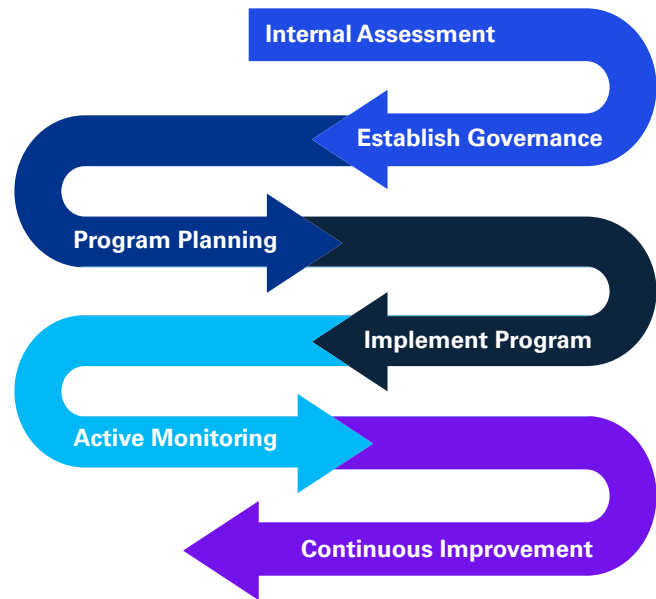 Internal Assessment
Establish Governance
Program Planning
Implement Program
Active Monitoring
Continuous Improvement